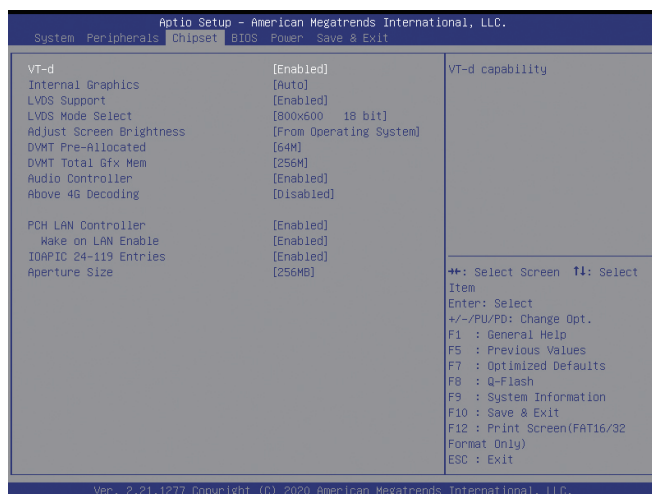 Aptio Setup – American Megatrends International, LLC.
System Peripherals Chipset BIOS Power Save & Exit
VT-d [Enabled]
Internal Graphics [Auto]
LVDS Support [Enabled]
LVDS Mode Select [800x600 18 bit]
Adjust Screen Brightness [From Operating System]
DVMT Pre-Allocated [64M]
DVMT Total Gfx Mem [256M]
Audio Controller [Enabled]
Above 4G Decoding [Disabled]
PCH LAN Controller [Enabled]
Wake on LAN Enable [Enabled]
IOAPIC 24-119 Entries [Enabled]
Aperture Size [256MB]
VT-d capability
→←: Select Screen ↑↓: Select
Item
Enter: Select
+/-/PU/PD: Change Opt.
F1 : General Help
F5 : Previous Values
F7 : Optimized Defaults
F8 : Q-Flash
F9 : System Information
F10 : Save & Exit
F12 : Print Screen(FAT16/32
Format Only)
ESC : Exit
Ver. 2.21.1277 Copyright (C) 2020 American Megatrends International, LLC.